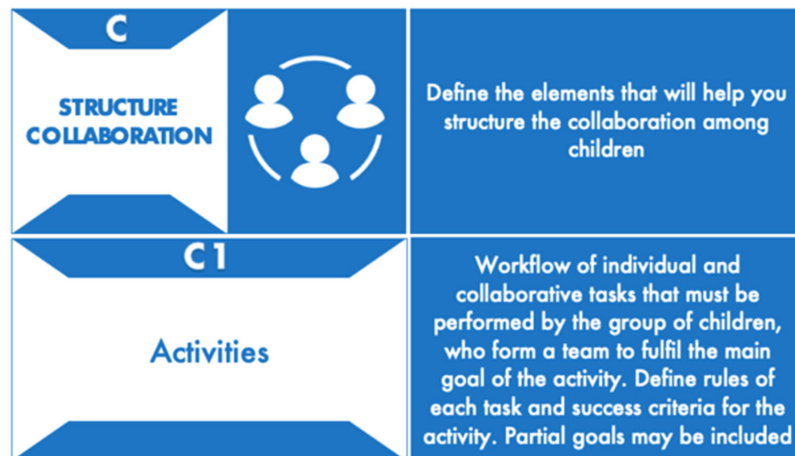 C
STRUCTURE
COLLABORATION
Define the elements that will help you
structure the collaboration among
children
C1
Activities
Workflow of individual and
collaborative tasks that must be
performed by the group of children,
who form a team to fulfil the main
goal of the activity. Define rules of
each task and success criteria for the
activity. Partial goals may be included